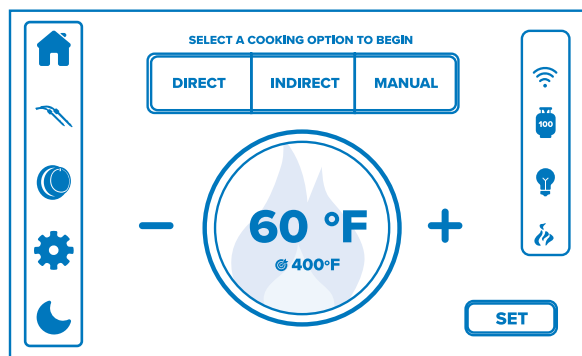 SELECT A COOKING OPTION TO BEGIN
DIRECT INDIRECT MANUAL
100
60 °F
400°F
SET